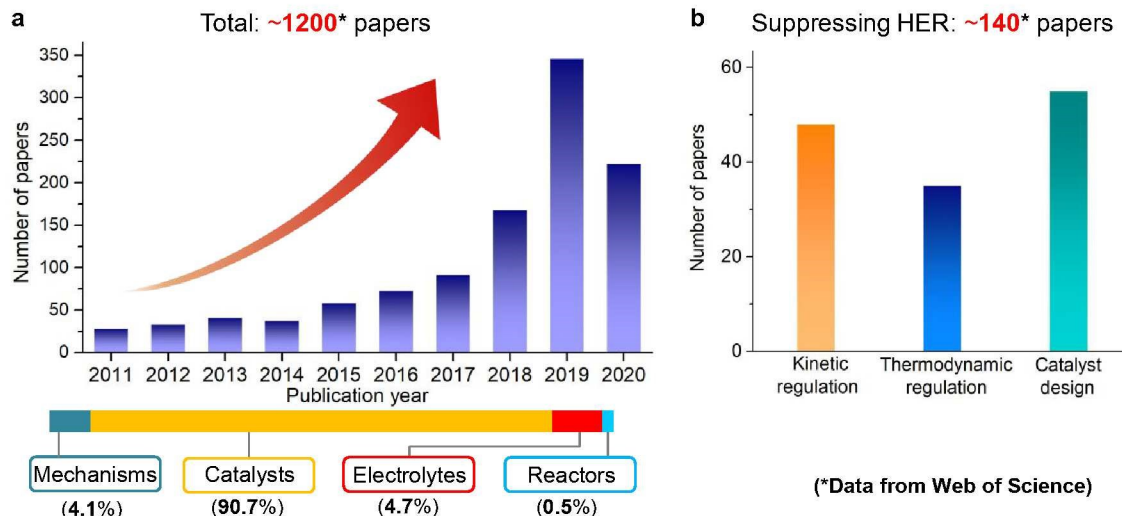 a
Total: ~1200* papers
350
300
250
200
150
100
50
0
Number of papers
2011 2012 2013 2014 2015 2016 2017 2018 2019 2020
Publication year
Mechanisms Catalysts Electrolytes Reactors
(4.1%) (90.7%) (4.7%) (0.5%)
b
Suppressing HER: ~140* papers
60
40
20
0
Number of papers
Kinetic
regulation
Thermodynamic
regulation
Catalyst
design
(*Data from Web of Science)